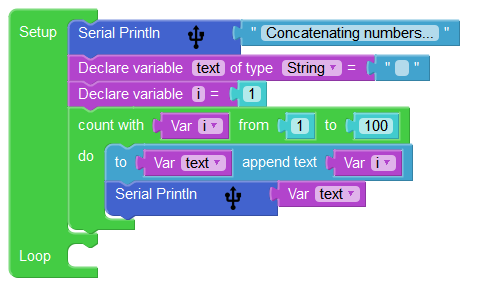 Setup Serial Println " Concatenating numbers... "
Declare variable text of type String = " "
Declare variable i = 1
count with Var i from 1 to 100
do to Var text append text Var i
Serial Println Var text
Loop